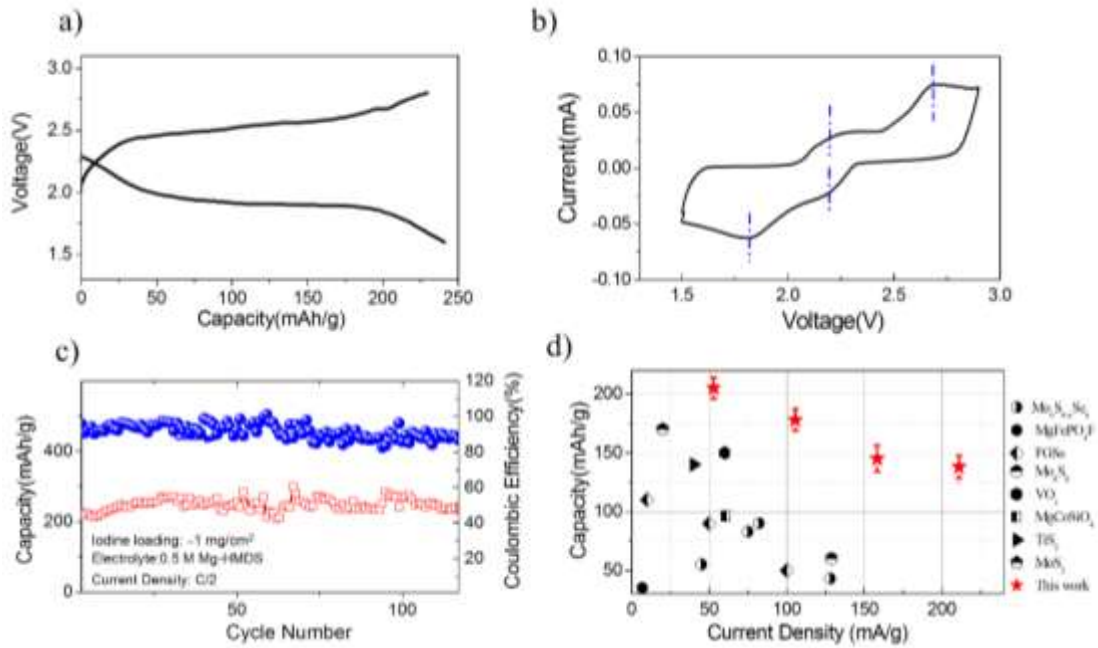 a)
3.0
2.5
2.0
1.5
Voltage(V)
0 50 100 150 200 250
Capacity(mAh/g)
b)
0.10
0.05
0.00
-0.05
-0.10
Current(mA)
1.5 2.0 2.5 3.0
Voltage(V)
c)
400
200
0
Capacity(mAh/g)
120
100
80
60
40
20
Coulombic Efficiency(%)
Iodine loading: ~1 mg/cm²
Electrolyte:0.5 M Mg-HMDS
Current Density: C/2
50 100
Cycle Number
d)
200
150
100
50
Capacity(mAh/g)
0 50 100 150 200
Current Density (mA/g)
MgFePO₄F
FGSe
MgCoSiO₄
TiS₂
MoS₂
This work